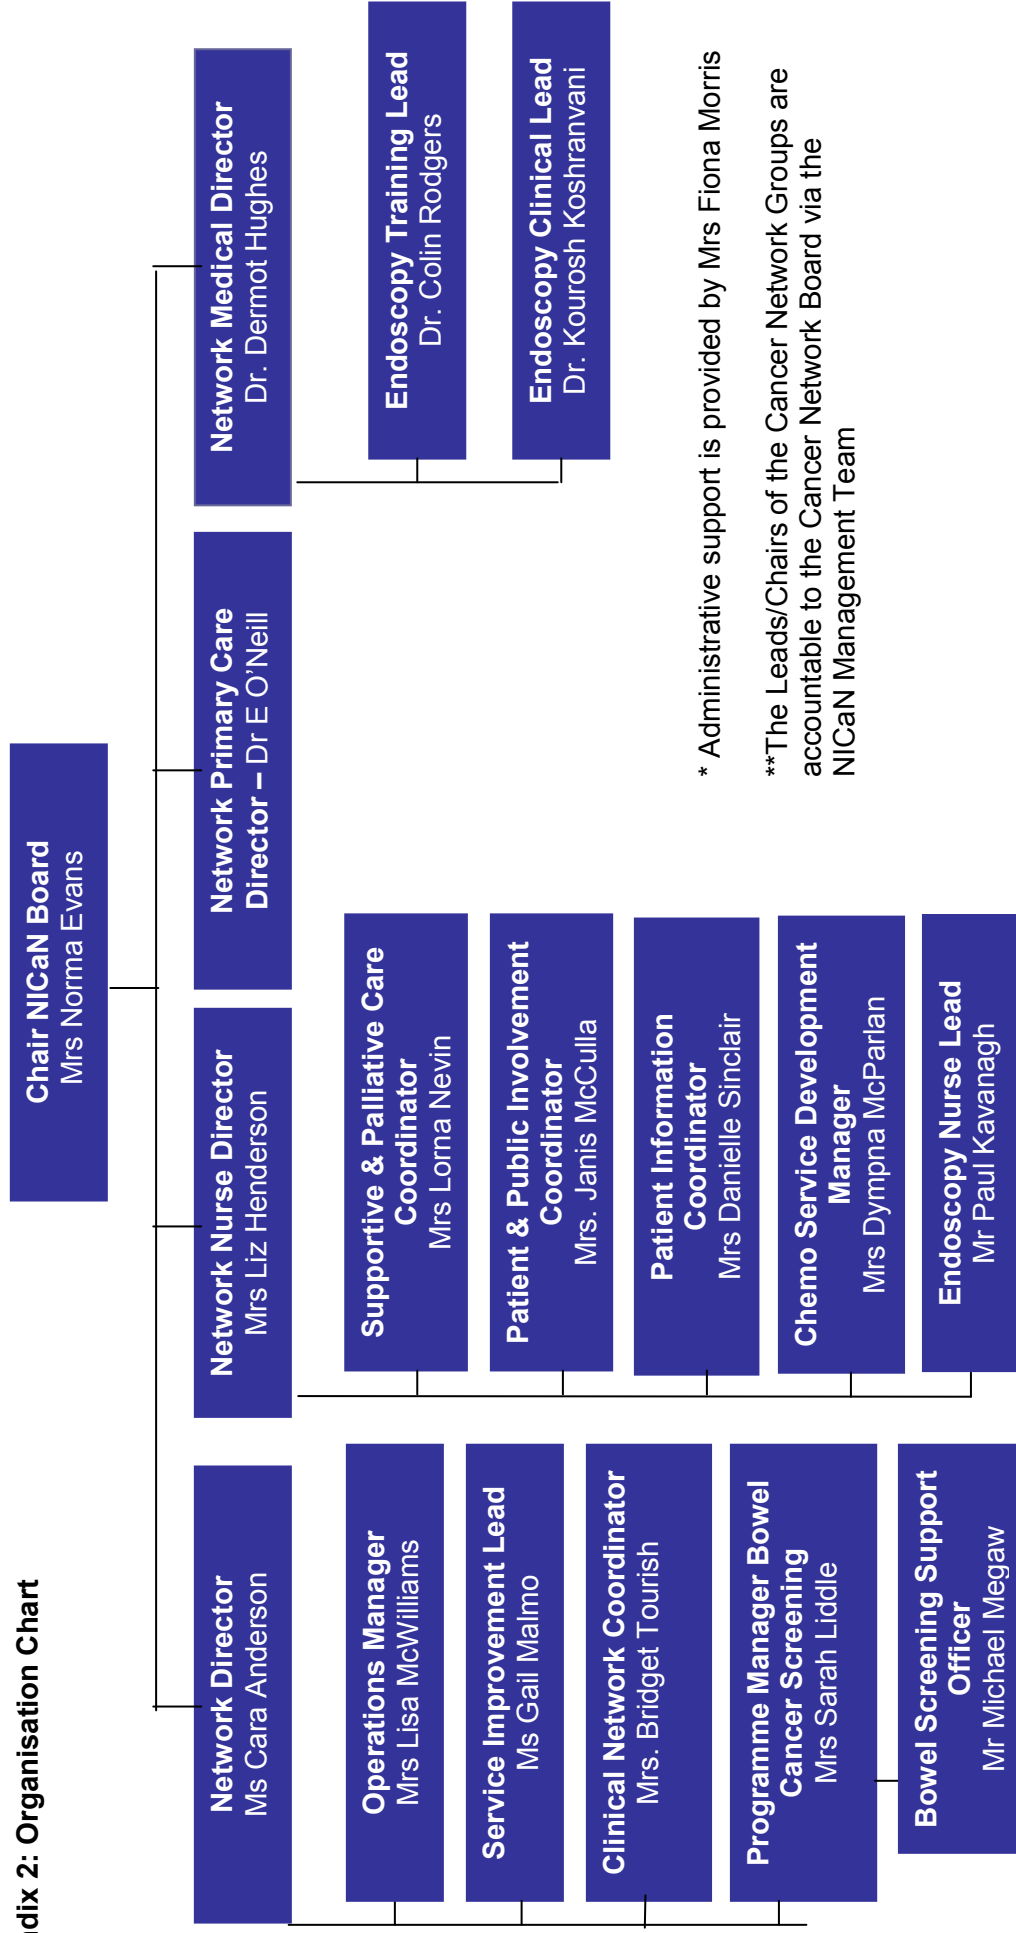 dix 2: Organisation Chart
Chair NICaN Board
Mrs Norma Evans
Network Director
Ms Cara Anderson
Network Nurse Director
Mrs Liz Henderson
Network Primary Care
Director – Dr E O’Neill
Network Medical Director
Dr. Dermot Hughes
Operations Manager
Mrs Lisa McWilliams
Service Improvement Lead
Ms Gail Malmo
Clinical Network Coordinator
Mrs. Bridget Tourish
Programme Manager Bowel
Cancer Screening
Mrs Sarah Liddle
Bowel Screening Support
Officer
Mr Michael Megaw
Supportive & Palliative Care
Coordinator
Mrs Lorna Nevin
Patient & Public Involvement
Coordinator
Mrs. Janis McCulla
Patient Information
Coordinator
Mrs Danielle Sinclair
Chemo Service Development
Manager
Mrs Dympna McParlan
Endoscopy Nurse Lead
Mr Paul Kavanagh
Endoscopy Training Lead
Dr. Colin Rodgers
Endoscopy Clinical Lead
Dr. Kourosh Koshranvani
* Administrative support is provided by Mrs Fiona Morris
**The Leads/Chairs of the Cancer Network Groups are
accountable to the Cancer Network Board via the
NICaN Management Team